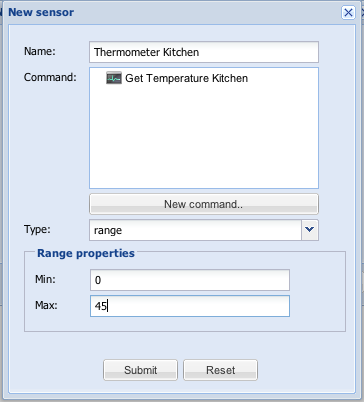 New sensor
Name: Thermometer Kitchen
Command: Get Temperature Kitchen
New command..
Type: range
Range properties
Min: 0
Max: 45
Submit Reset